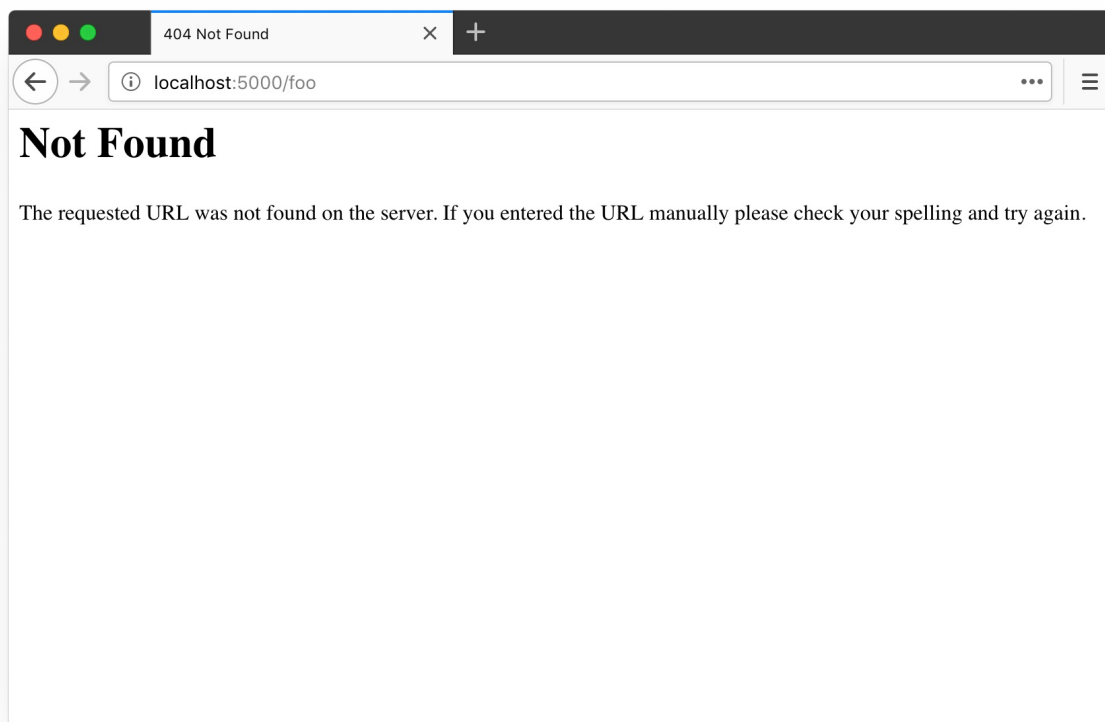 404 Not Found
localhost:5000/foo
Not Found
The requested URL was not found on the server. If you entered the URL manually please check your spelling and try again.